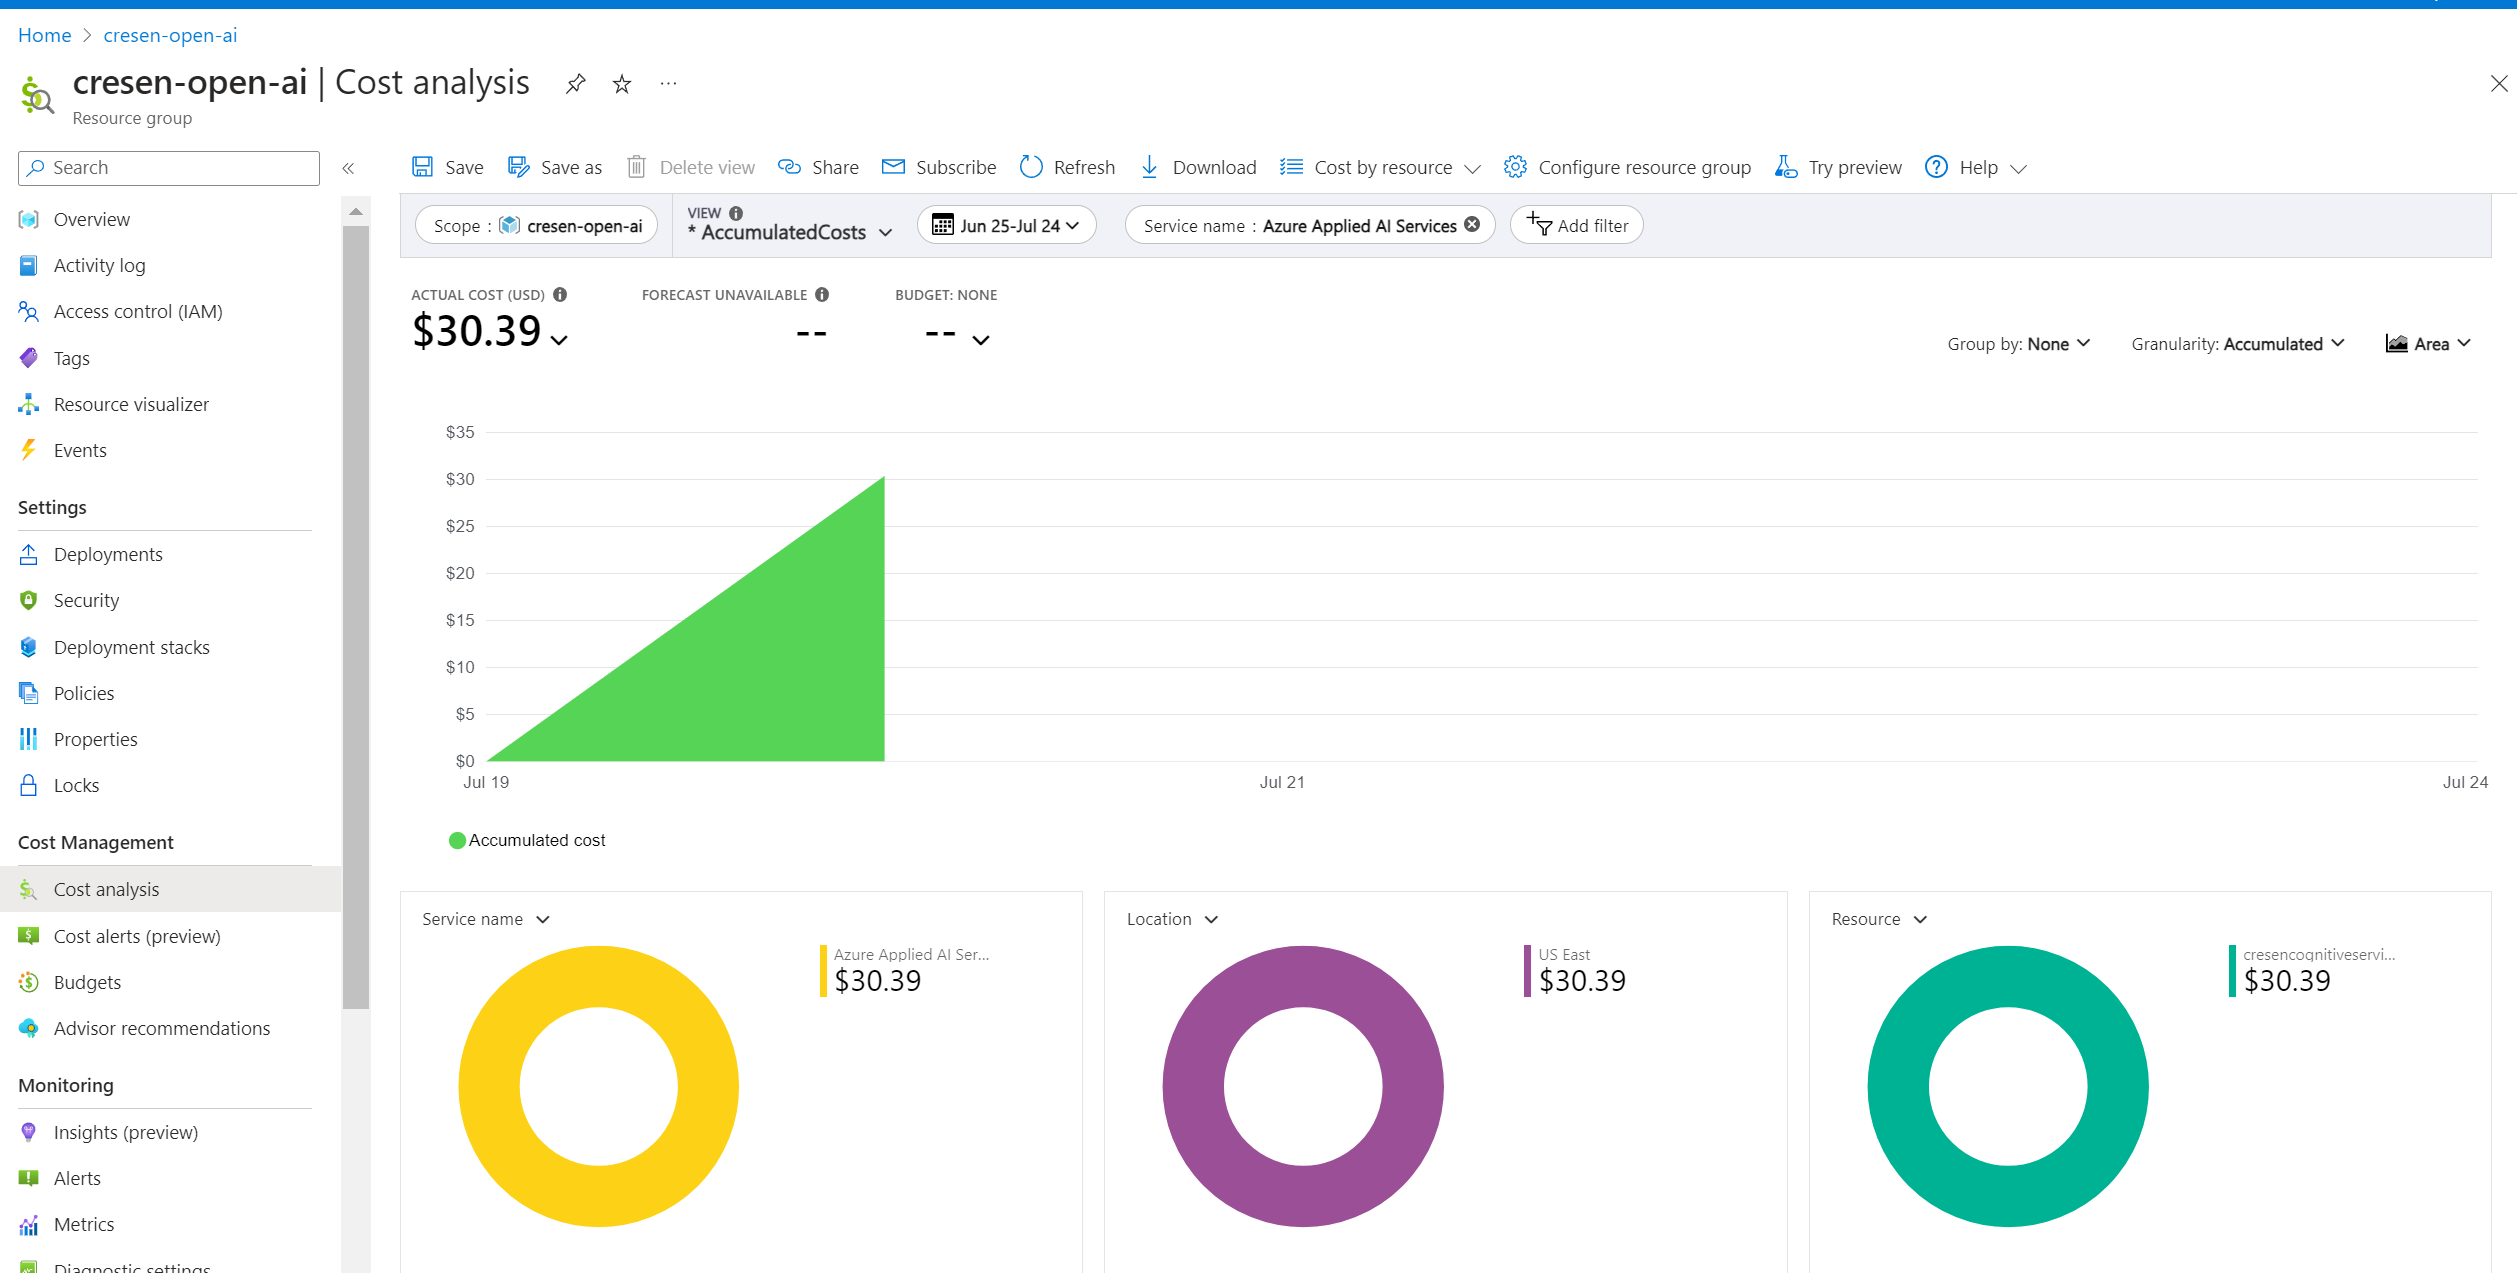 Home > cresen-open-ai
cresen-open-ai | Cost analysis
Resource group
Search
Overview
Activity log
Access control (IAM)
Tags
Resource visualizer
Events
Settings
Deployments
Security
Deployment stacks
Policies
Properties
Locks
Cost Management
Cost analysis
Cost alerts (preview)
Budgets
Advisor recommendations
Monitoring
Insights (preview)
Alerts
Metrics
Diagnostic settings
Save Save as Delete view Share Subscribe Refresh Download Cost by resource Configure resource group Try preview Help
Scope : cresen-open-ai
VIEW
* AccumulatedCosts
Jun 25-Jul 24
Service name : Azure Applied AI Services
Add filter
ACTUAL COST (USD)
$30.39
FORECAST UNAVAILABLE
--
BUDGET: NONE
--
Group by: None
Granularity: Accumulated
Area
$35
$30
$25
$20
$15
$10
$5
$0
Jul 19 Jul 21 Jul 24
Accumulated cost
Service name
Azure Applied AI Ser...
$30.39
Location
US East
$30.39
Resource
cresencognitiveservi...
$30.39